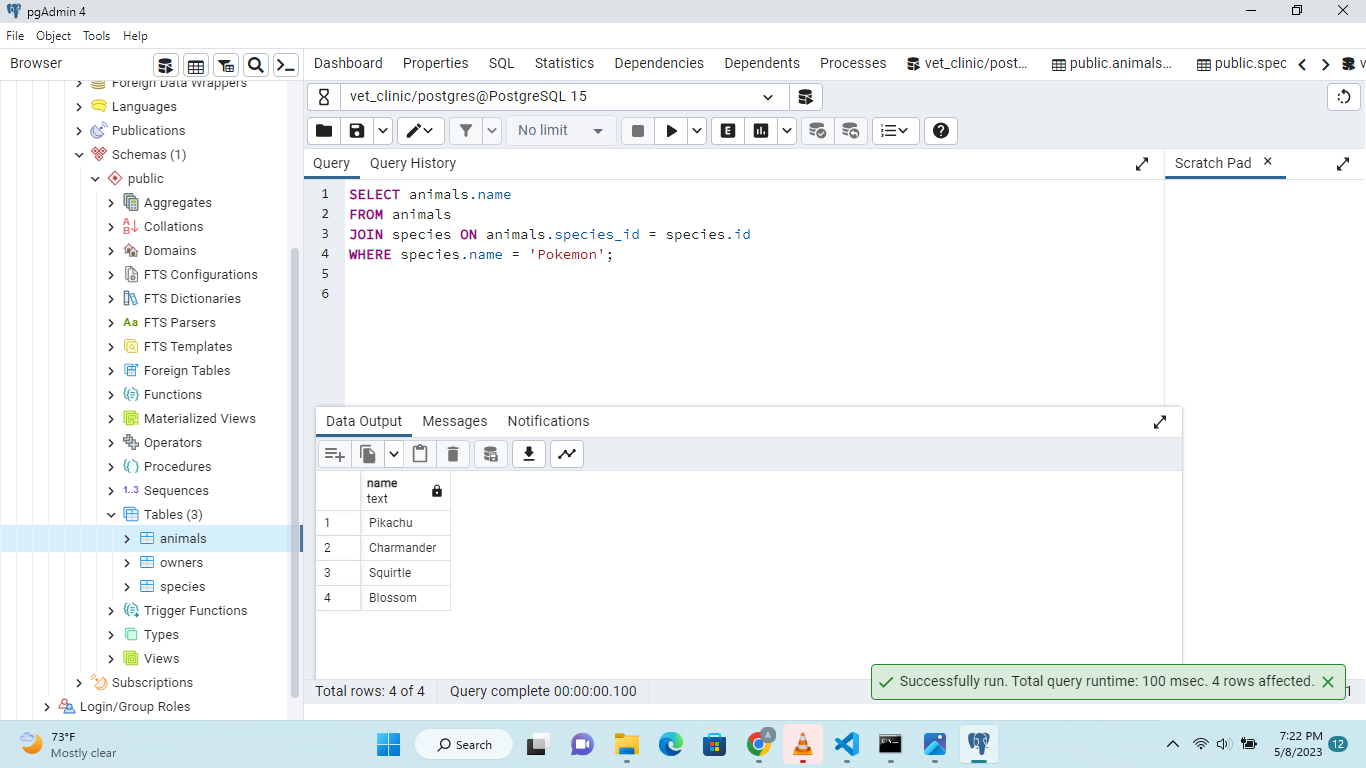 pgAdmin 4
File Object Tools Help
Browser
Dashboard Properties SQL Statistics Dependencies Dependents Processes vet_clinic/post... public.animals... public.spec v
Foreign Data Wrappers
Languages
Publications
Schemas (1)
public
Aggregates
Collations
Domains
FTS Configurations
FTS Dictionaries
Aa FTS Parsers
FTS Templates
Foreign Tables
Functions
Materialized Views
Operators
Procedures
1..3 Sequences
Tables (3)
animals
owners
species
Trigger Functions
Types
Views
Subscriptions
Login/Group Roles
vet_clinic/postgres@PostgreSQL 15
No limit
E
Query Query History
Scratch Pad
1 SELECT animals.name
2 FROM animals
3 JOIN species ON animals.species_id = species.id
4 WHERE species.name = 'Pokemon';
5
6
Data Output Messages Notifications
name
text
1 Pikachu
2 Charmander
3 Squirtle
4 Blossom
Total rows: 4 of 4 Query complete 00:00:00.100
Successfully run. Total query runtime: 100 msec. 4 rows affected.
1
73°F
Mostly clear
Search
A
7:22 PM
5/8/2023
12